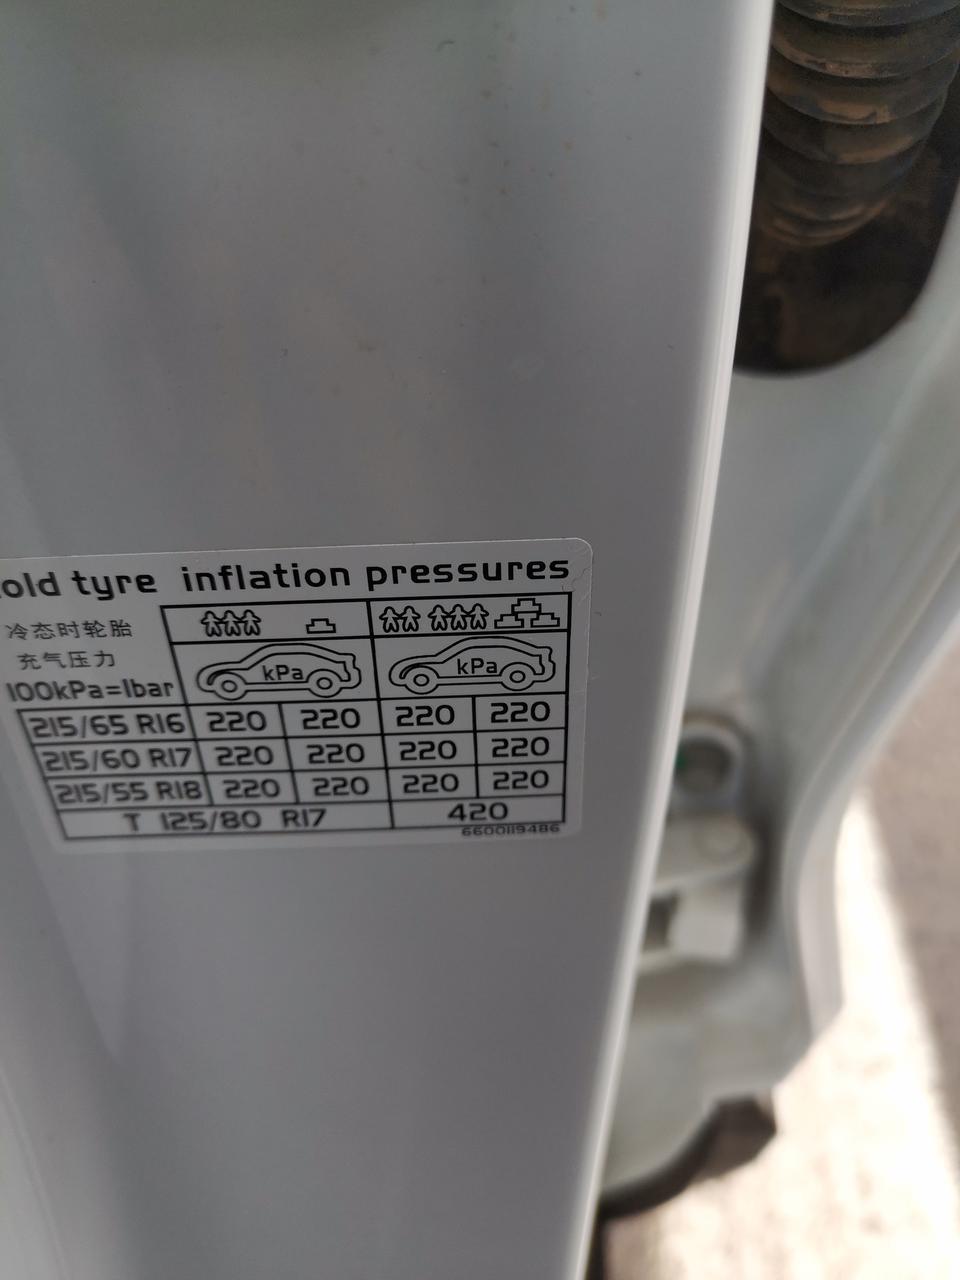 old tyre inflation pressures
冷态时轮胎
充气压力
kPa kPa
100kPa=1bar
215/65 R16 220 220 220 220
215/60 R17 220 220 220 220
215/55 R18 220 220 220 220
T 125/80 R17 420
6600119486